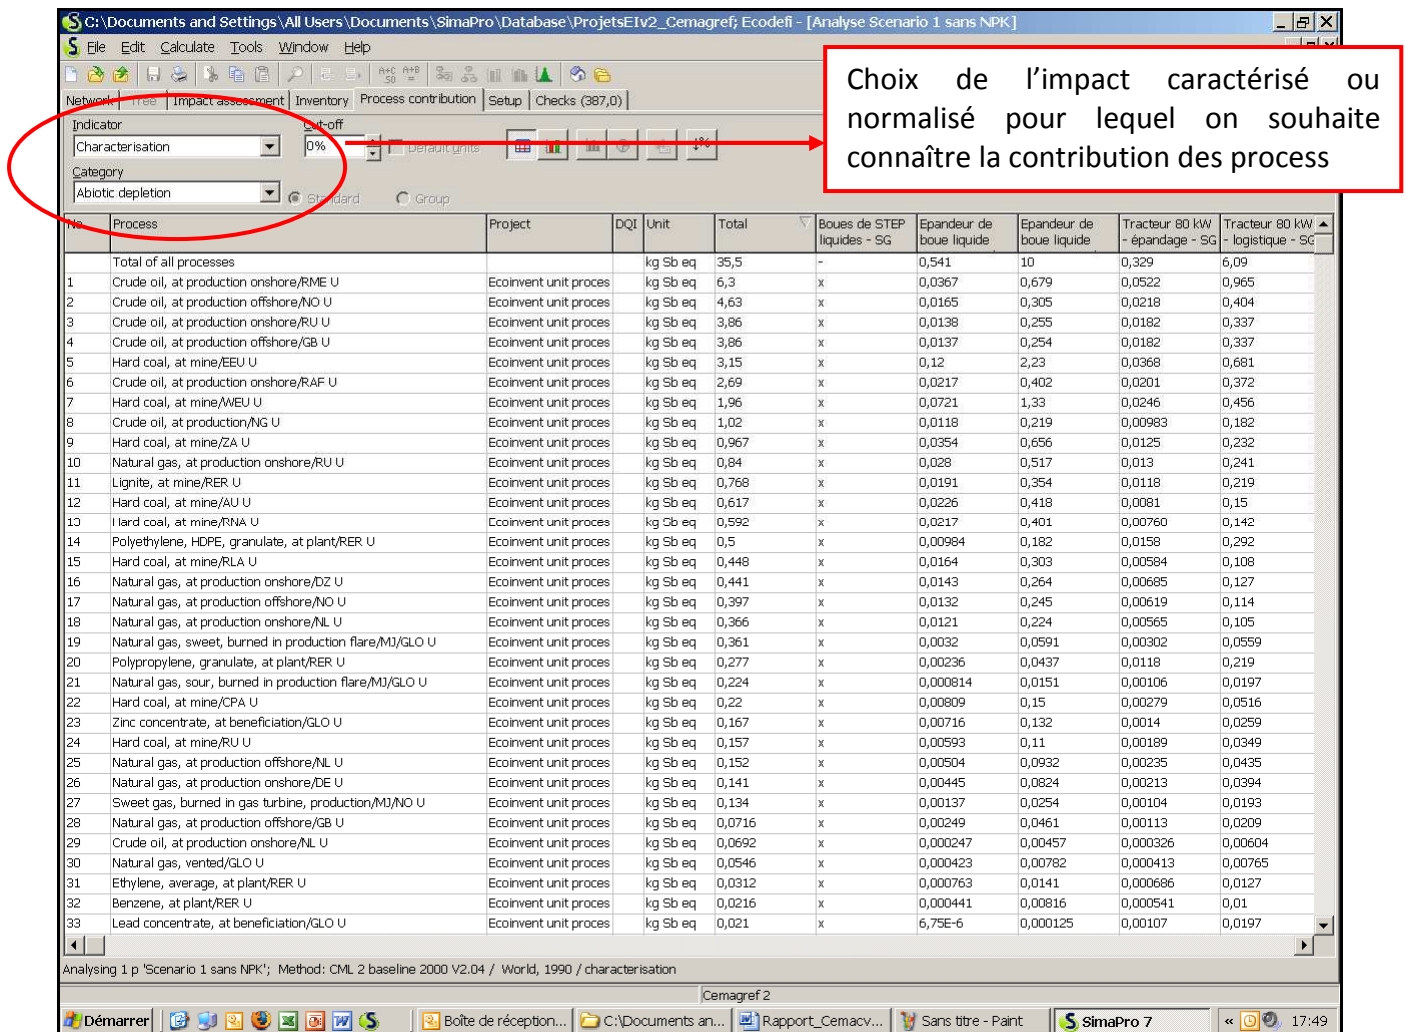 C:\Documents and Settings\All Users\Documents\SimaPro\Database\ProjetsEIv2_Cemagref; Ecodefi - [Analyse Scenario 1 sans NPK]
File Edit Calculate Tools Window Help
Choix de l'impact caractérisé ou
normalisé pour lequel on souhaite
connaître la contribution des process
Network Tree Impact assessment Inventory Process contribution Setup Checks (387,0)
Indicator Cut-off
Characterisation 0% Default units
Category
Abiotic depletion Standard Group
No Process Project DQI Unit Total Boues de STEP liquides - SG Epandeur de boue liquide Epandeur de boue liquide Tracteur 80 kW - épandage - SG Tracteur 80 kW - logistique - SG
Total of all processes kg Sb eq 35,5 - 0,541 10 0,329 6,09
1 Crude oil, at production onshore/RME U Ecoinvent unit proces kg Sb eq 6,3 x 0,0367 0,679 0,0522 0,965
2 Crude oil, at production offshore/NO U Ecoinvent unit proces kg Sb eq 4,63 x 0,0165 0,305 0,0218 0,404
3 Crude oil, at production onshore/RU U Ecoinvent unit proces kg Sb eq 3,86 x 0,0138 0,255 0,0182 0,337
4 Crude oil, at production offshore/GB U Ecoinvent unit proces kg Sb eq 3,86 x 0,0137 0,254 0,0182 0,337
5 Hard coal, at mine/EEU U Ecoinvent unit proces kg Sb eq 3,15 x 0,12 2,23 0,0368 0,681
6 Crude oil, at production onshore/RAF U Ecoinvent unit proces kg Sb eq 2,69 x 0,0217 0,402 0,0201 0,372
7 Hard coal, at mine/WEU U Ecoinvent unit proces kg Sb eq 1,96 x 0,0721 1,33 0,0246 0,456
8 Crude oil, at production/NG U Ecoinvent unit proces kg Sb eq 1,02 x 0,0118 0,219 0,00983 0,182
9 Hard coal, at mine/ZA U Ecoinvent unit proces kg Sb eq 0,967 x 0,0354 0,656 0,0125 0,232
10 Natural gas, at production onshore/RU U Ecoinvent unit proces kg Sb eq 0,84 x 0,028 0,517 0,013 0,241
11 Lignite, at mine/RER U Ecoinvent unit proces kg Sb eq 0,768 x 0,0191 0,354 0,0118 0,219
12 Hard coal, at mine/AU U Ecoinvent unit proces kg Sb eq 0,617 x 0,0226 0,418 0,0081 0,15
13 Hard coal, at mine/RNA U Ecoinvent unit proces kg Sb eq 0,592 x 0,0217 0,401 0,00760 0,142
14 Polyethylene, HDPE, granulate, at plant/RER U Ecoinvent unit proces kg Sb eq 0,5 x 0,00984 0,182 0,0158 0,292
15 Hard coal, at mine/RLA U Ecoinvent unit proces kg Sb eq 0,448 x 0,0164 0,303 0,00584 0,108
16 Natural gas, at production onshore/DZ U Ecoinvent unit proces kg Sb eq 0,441 x 0,0143 0,264 0,00685 0,127
17 Natural gas, at production offshore/NO U Ecoinvent unit proces kg Sb eq 0,397 x 0,0132 0,245 0,00619 0,114
18 Natural gas, at production onshore/NL U Ecoinvent unit proces kg Sb eq 0,366 x 0,0121 0,224 0,00565 0,105
19 Natural gas, sweet, burned in production flare/MJ/GLO U Ecoinvent unit proces kg Sb eq 0,361 x 0,0032 0,0591 0,00302 0,0559
20 Polypropylene, granulate, at plant/RER U Ecoinvent unit proces kg Sb eq 0,277 x 0,00236 0,0437 0,0118 0,219
21 Natural gas, sour, burned in production flare/MJ/GLO U Ecoinvent unit proces kg Sb eq 0,224 x 0,000814 0,0151 0,00106 0,0197
22 Hard coal, at mine/CPA U Ecoinvent unit proces kg Sb eq 0,22 x 0,00809 0,15 0,00279 0,0516
23 Zinc concentrate, at beneficiation/GLO U Ecoinvent unit proces kg Sb eq 0,167 x 0,00716 0,132 0,0014 0,0259
24 Hard coal, at mine/RU U Ecoinvent unit proces kg Sb eq 0,157 x 0,00593 0,11 0,00189 0,0349
25 Natural gas, at production offshore/NL U Ecoinvent unit proces kg Sb eq 0,152 x 0,00504 0,0932 0,00235 0,0435
26 Natural gas, at production onshore/DE U Ecoinvent unit proces kg Sb eq 0,141 x 0,00445 0,0824 0,00213 0,0394
27 Sweet gas, burned in gas turbine, production/MJ/NO U Ecoinvent unit proces kg Sb eq 0,134 x 0,00137 0,0254 0,00104 0,0193
28 Natural gas, at production offshore/GB U Ecoinvent unit proces kg Sb eq 0,0716 x 0,00249 0,0461 0,00113 0,0209
29 Crude oil, at production onshore/NL U Ecoinvent unit proces kg Sb eq 0,0692 x 0,000247 0,00457 0,000326 0,00604
30 Natural gas, vented/GLO U Ecoinvent unit proces kg Sb eq 0,0546 x 0,000423 0,00782 0,000413 0,00765
31 Ethylene, average, at plant/RER U Ecoinvent unit proces kg Sb eq 0,0312 x 0,000763 0,0141 0,000686 0,0127
32 Benzene, at plant/RER U Ecoinvent unit proces kg Sb eq 0,0216 x 0,000441 0,00816 0,000541 0,01
33 Lead concentrate, at beneficiation/GLO U Ecoinvent unit proces kg Sb eq 0,021 x 6,75E-6 0,000125 0,00107 0,0197
Analysing 1 p 'Scenario 1 sans NPK'; Method: CML 2 baseline 2000 V2.04 / World, 1990 / characterisation
Cemagref 2
Démarrer Boîte de réception... C:\Documents an... Rapport_Cemacv... Sans titre - Paint SimaPro 7 « 17:49